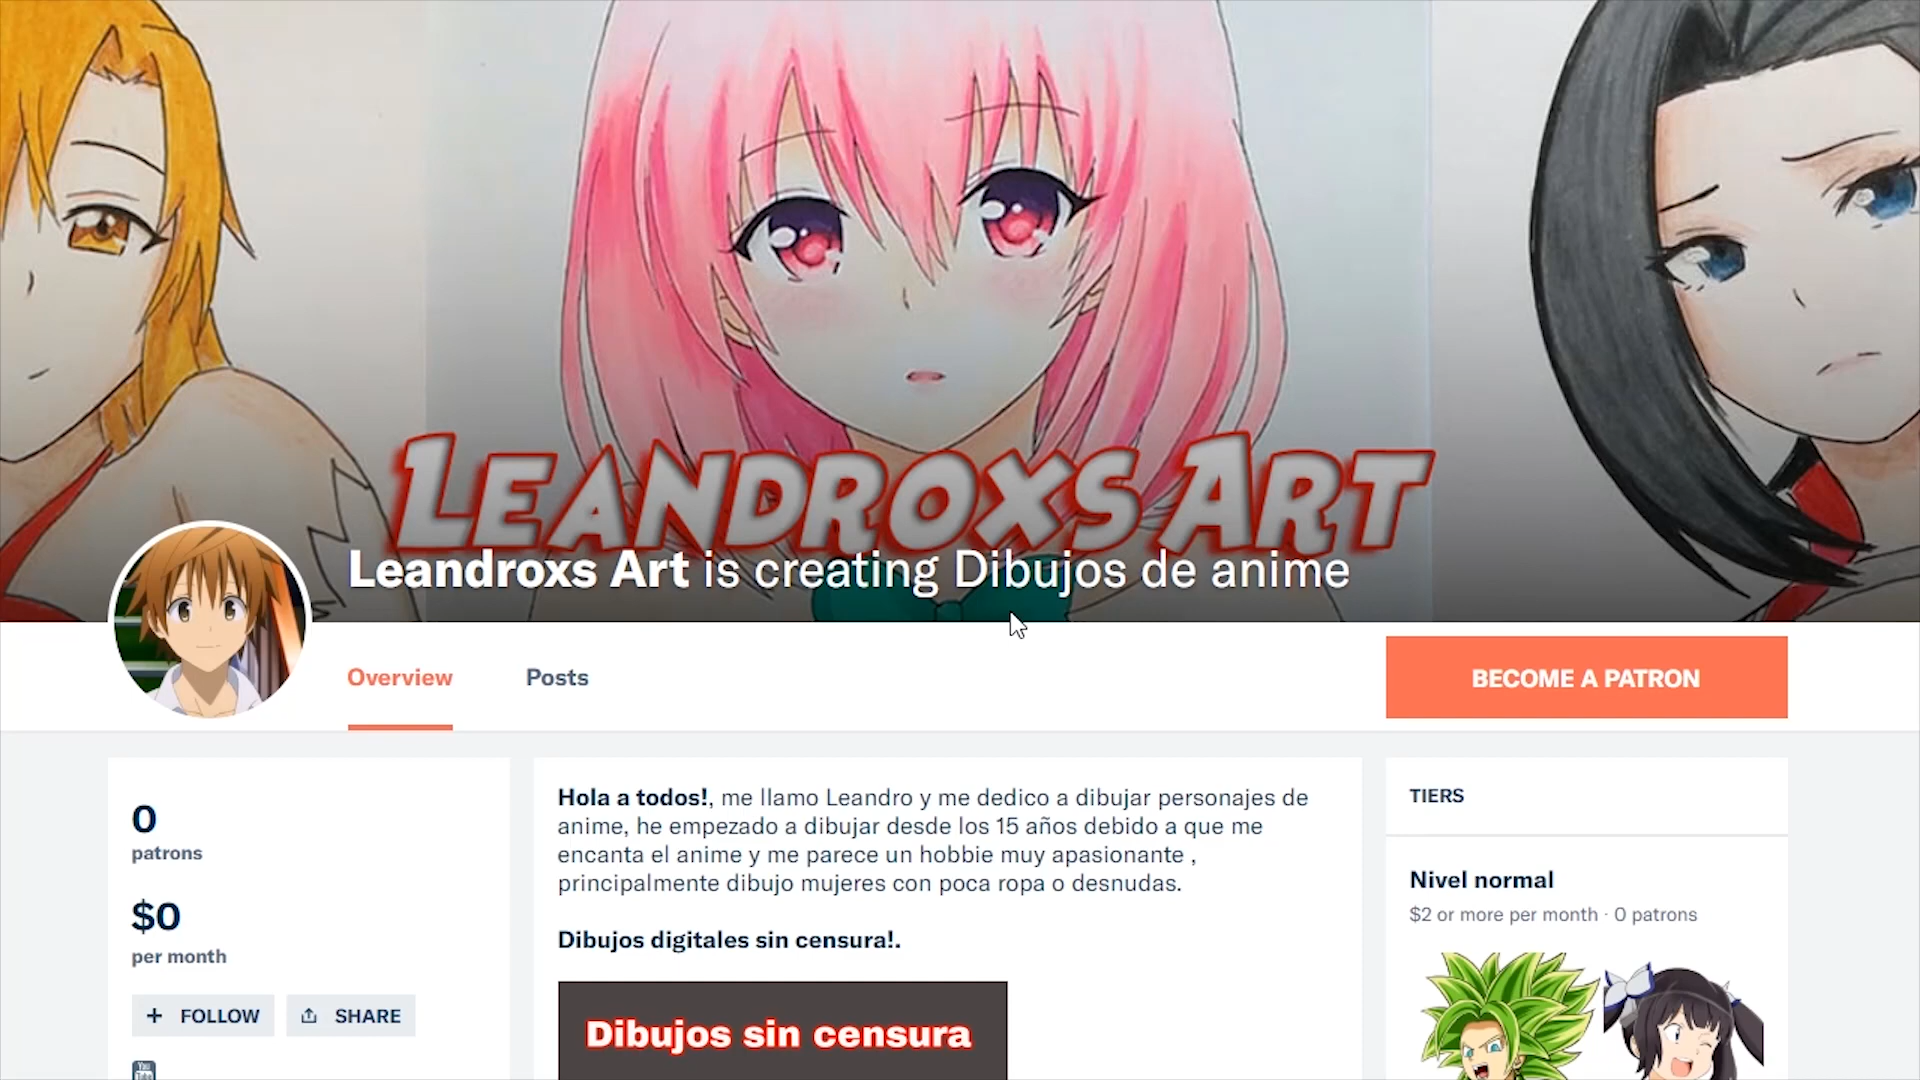 LEANDROXS ART
Leandroxs Art is creating Dibujos de anime
Overview
Posts
BECOME A PATRON
0
patrons
$0
per month
+ FOLLOW
SHARE
You
Tube
Hola a todos!, me llamo Leandro y me dedico a dibujar personajes de
anime, he empezado a dibujar desde los 15 años debido a que me
encanta el anime y me parece un hobbie muy apasionante ,
principalmente dibujo mujeres con poca ropa o desnudas.
Dibujos digitales sin censura!.
Dibujos sin censura
TIERS
Nivel normal
$2 or more per month · 0 patrons